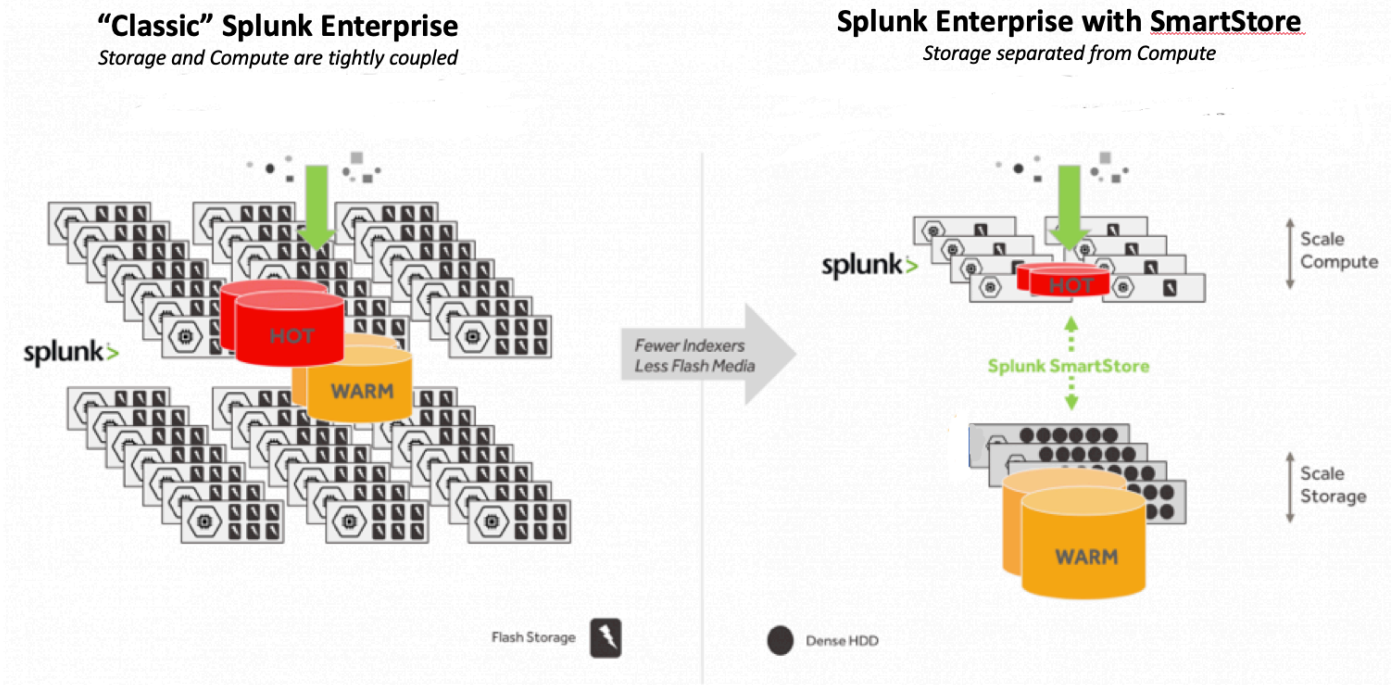 “Classic” Splunk Enterprise
Storage and Compute are tightly coupled
splunk>
HOT
WARM
Flash Storage
Fewer Indexers
Less Flash Media
Splunk Enterprise with SmartStore
Storage separated from Compute
splunk>
HOT
Scale
Compute
Splunk SmartStore
Scale
Storage
WARM
Dense HDD